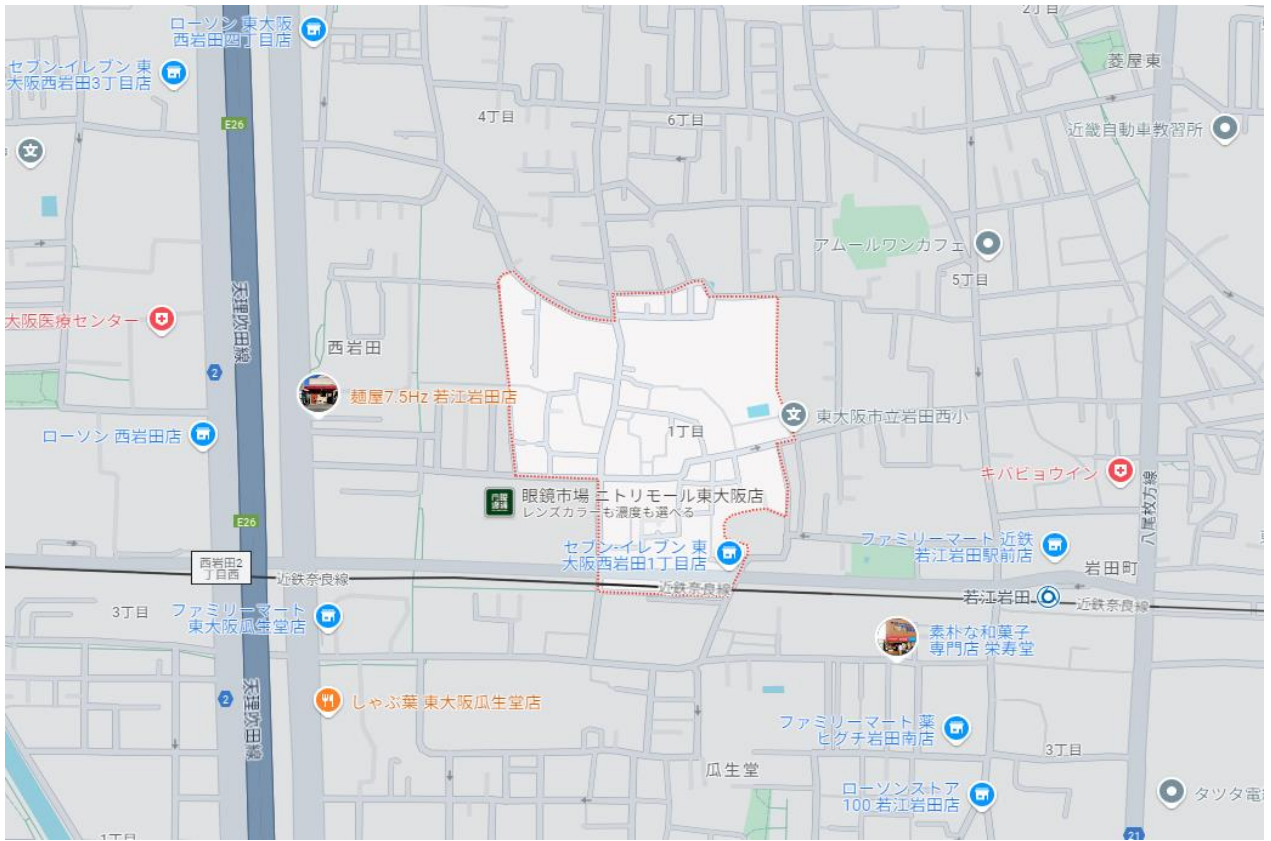 2丁目
ローソン 東大阪
西岩田四丁目店
セブン-イレブン 東
大阪西岩田3丁目店
菱屋東
4丁目
6丁目
E26
近畿自動車教習所
文
アムールワンカフェ
5丁目
天理吹田線
大阪医療センター
西岩田
2
麺屋7.5Hz 若江岩田店
文
東大阪市立岩田西小
ローソン 西岩田店
1丁目
キバビョウイン
八尾枚方線
眼鏡市場 ニトリモール東大阪店
レンズカラーも濃度も選べる
E26
セブン-イレブン 東
大阪西岩田1丁目店
ファミリーマート 近鉄
若江岩田駅前店
西岩田2
丁目西
岩田町
近鉄奈良線
近鉄奈良線
若江岩田
近鉄奈良線
3丁目
ファミリーマート
東大阪瓜生堂店
素朴な和菓子
専門店 栄寿堂
2
天理吹田線
しゃぶ葉 東大阪瓜生堂店
ファミリーマート 薬
ヒグチ岩田南店
3丁目
瓜生堂
ローソンストア
100 若江岩田店
タツタ電
1丁目
21